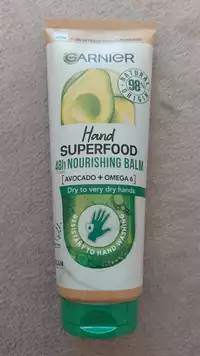 GARNIER
NATURAL
98%
ORIGIN
Hand
SUPERFOOD
48h NOURISHING BALM
[AVOCADO + OMEGA 6]
Dry to very dry hands
RESISTANT TO HAND WASHING